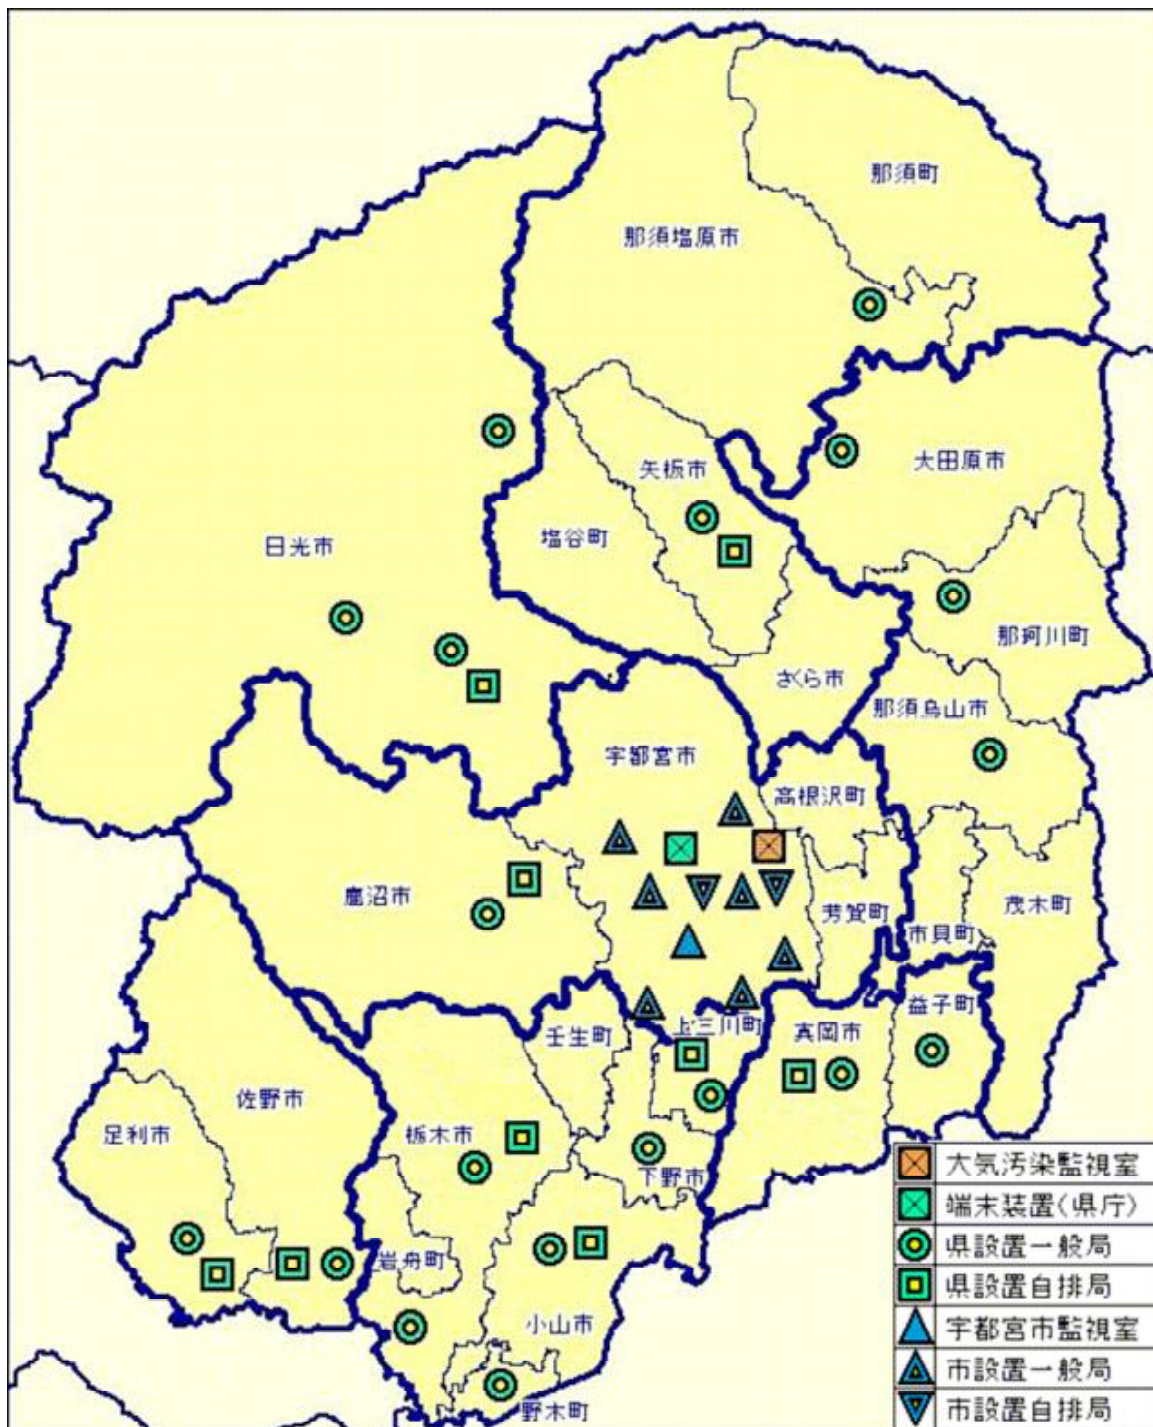 那須町
那須塩原市
大田原市
矢板市
塩谷町
日光市
那珂川町
さくら市
那須烏山市
宇都宮市
高根沢町
鹿沼市
芳賀町
市貝町
茂木町
益子町
上三川町
真岡市
壬生町
佐野市
足利市
栃木市
下野市
岩舟町
小山市
野木町
大気汚染監視室
端末装置(県庁)
県設置一般局
県設置自排局
宇都宮市監視室
市設置一般局
市設置自排局